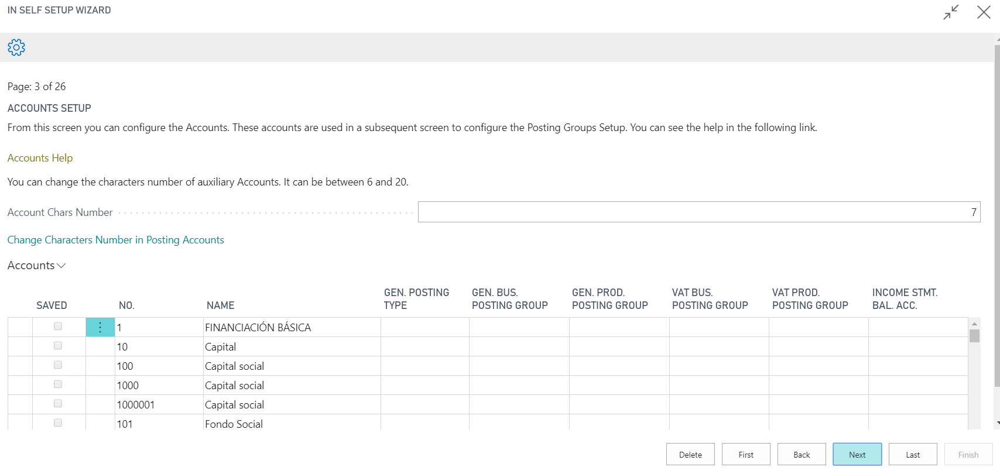 IN SELF SETUP WIZARD
Page: 3 of 26
ACCOUNTS SETUP
From this screen you can configure the Accounts. These accounts are used in a subsequent screen to configure the Posting Groups Setup. You can see the help in the following link.
Accounts Help
You can change the characters number of auxiliary Accounts. It can be between 6 and 20.
Account Chars Number 7
Change Characters Number in Posting Accounts
Accounts
SAVED NO. NAME GEN. POSTING TYPE GEN. BUS. POSTING GROUP GEN. PROD. POSTING GROUP VAT BUS. POSTING GROUP VAT PROD. POSTING GROUP INCOME STMT. BAL. ACC.
1 FINANCIACIÓN BÁSICA
10 Capital
100 Capital social
1000 Capital social
1000001 Capital social
101 Fondo Social
Delete First Back Next Last Finish